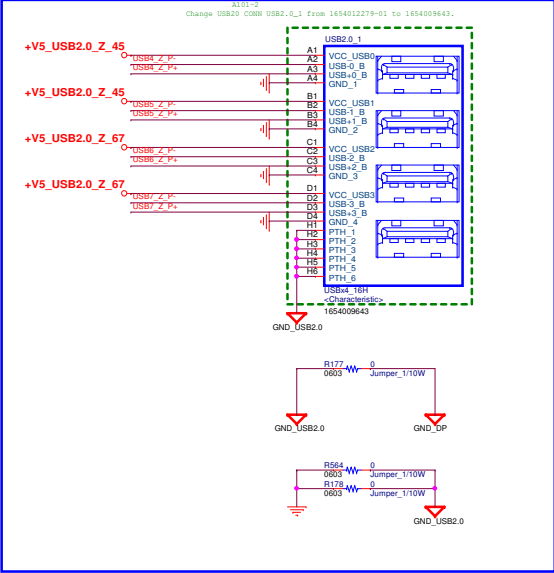 A101-2
Change USB20 CONN USB2.0_1 from 1654012279-01 to 1654009643.
USB2.0_1
+V5_USB2.0_Z_45
A1 VCC_USB0
USB4_Z_P- A2 USB-0_B
USB4_Z_P+ A3 USB+0_B
A4 GND_1
+V5_USB2.0_Z_45
B1 VCC_USB1
USB5_Z_P- B2 USB-1_B
USB5_Z_P+ B3 USB+1_B
B4 GND_2
+V5_USB2.0_Z_67
C1 VCC_USB2
USB6_Z_P- C2 USB-2_B
USB6_Z_P+ C3 USB+2_B
C4 GND_3
+V5_USB2.0_Z_67
D1 VCC_USB3
USB7_Z_P- D2 USB-3_B
USB7_Z_P+ D3 USB+3_B
D4 GND_4
H1 PTH_1
H2 PTH_2
H3 PTH_3
H4 PTH_4
H5 PTH_5
H6 PTH_6
USBx4_16H
<Characteristic>
1654009643
GND_USB2.0
R177 0
0603 Jumper_1/10W
GND_USB2.0 GND_DP
R564 0
0603 Jumper_1/10W
R178 0
0603 Jumper_1/10W
GND_USB2.0